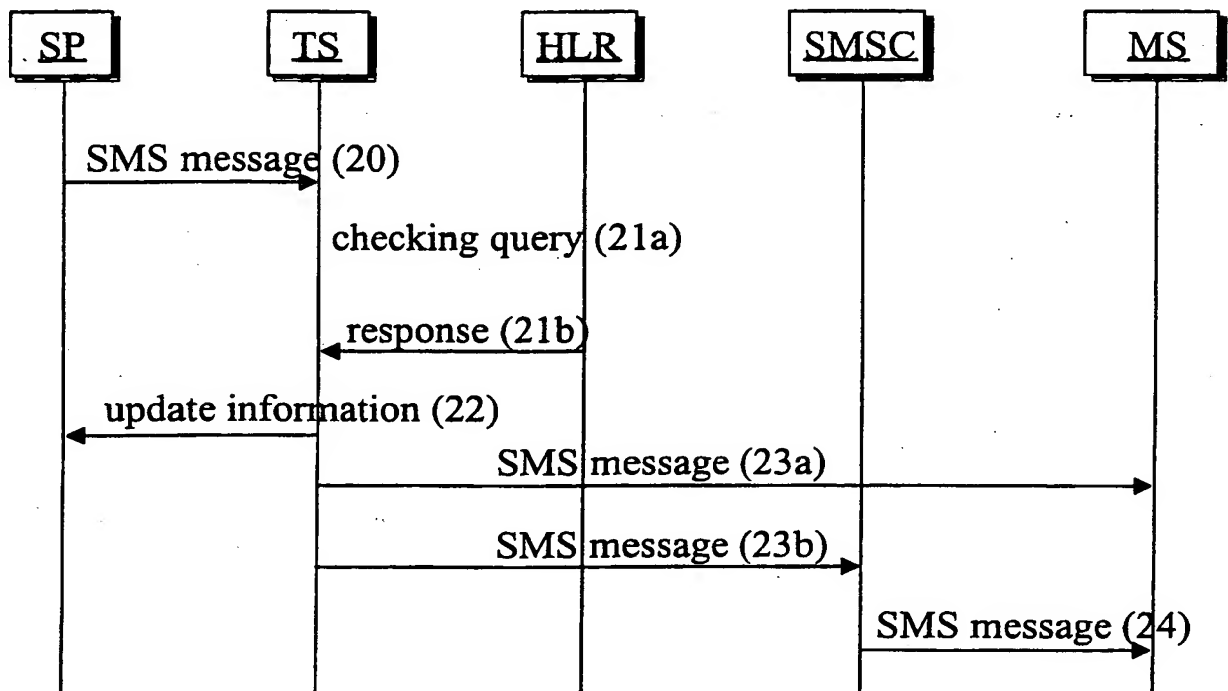 SP TS HLR SMSC MS
SMS message (20)
checking query (21a)
response (21b)
update information (22)
SMS message (23a)
SMS message (23b)
SMS message (24)